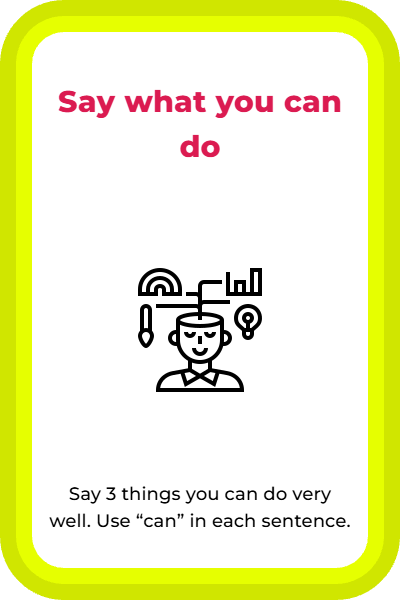 Say what you can
do
Say 3 things you can do very
well. Use “can” in each sentence.